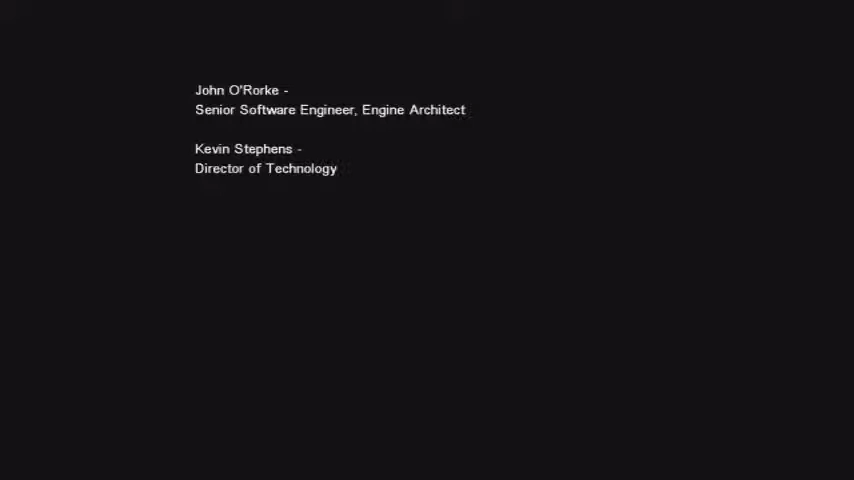 John O'Rorke -
Senior Software Engineer, Engine Architect
Kevin Stephens -
Director of Technology